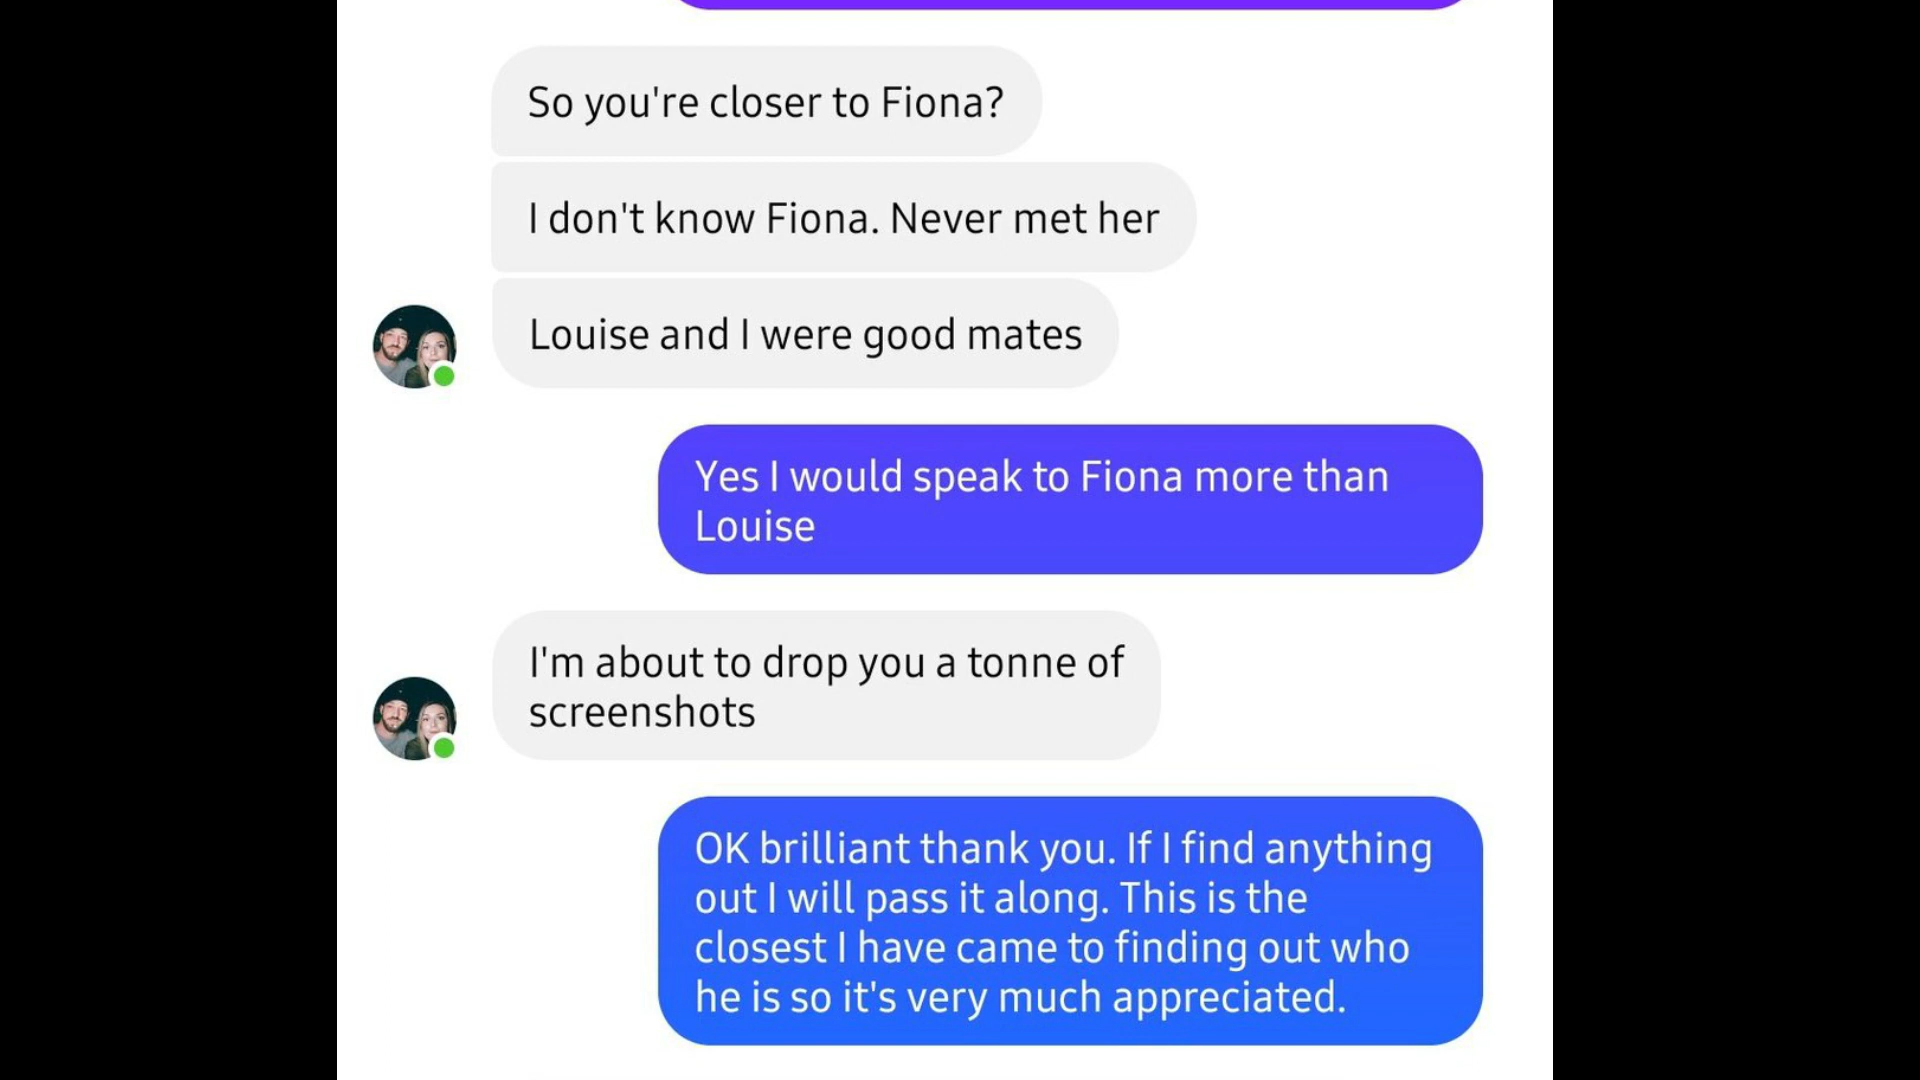 So you're closer to Fiona?
I don't know Fiona. Never met her
Louise and I were good mates
Yes I would speak to Fiona more than
Louise
I'm about to drop you a tonne of
screenshots
OK brilliant thank you. If I find anything
out I will pass it along. This is the
closest I have came to finding out who
he is so it's very much appreciated.